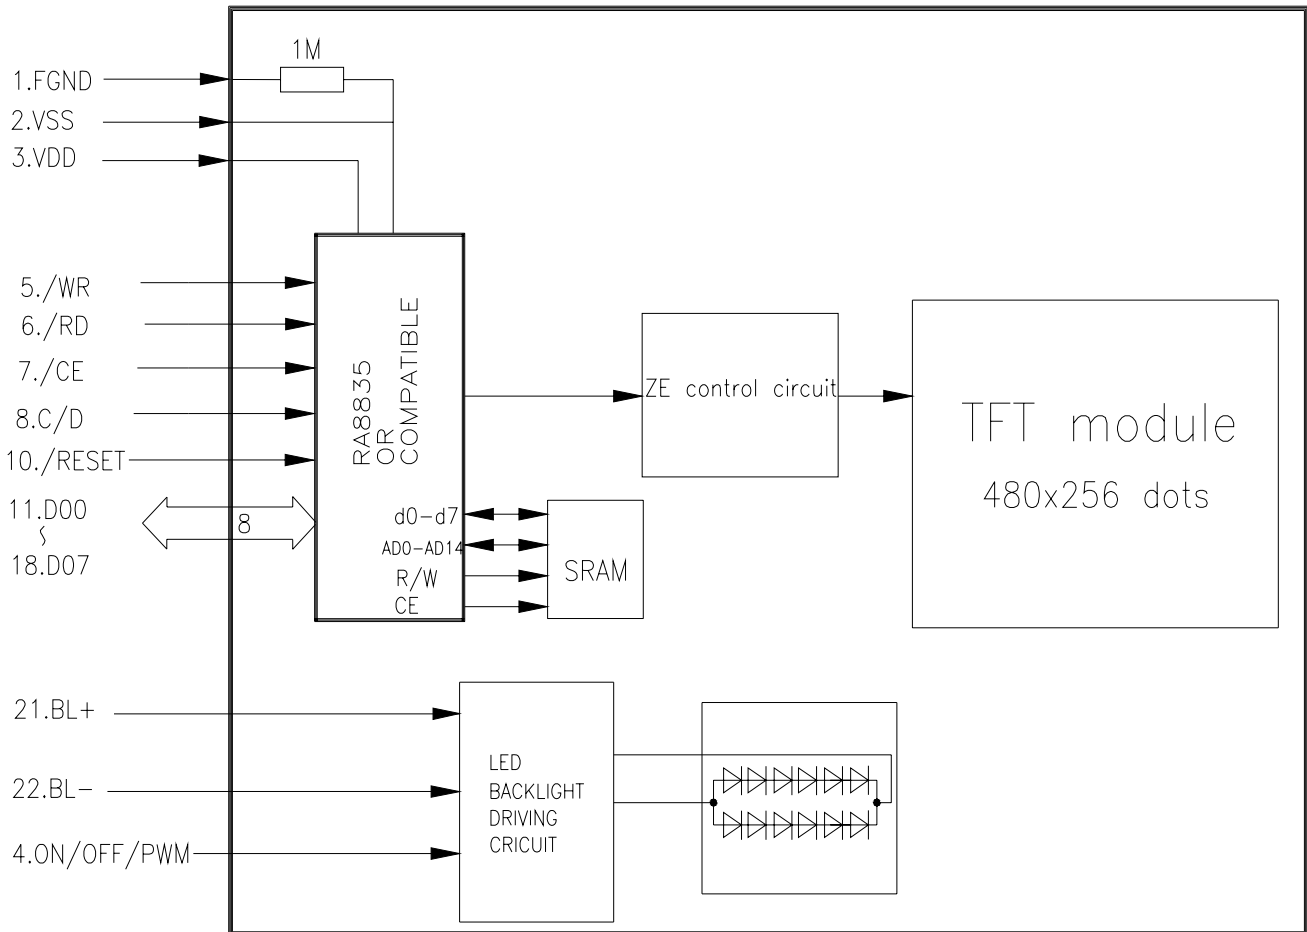 1M
1.FGND
2.VSS
3.VDD
5./WR
6./RD
7./CE
8.C/D
10./RESET
11.D00
18.D07
8
RA8835
OR
COMPATIBLE
d0-d7
AD0-AD14
R/W
CE
SRAM
ZE control circuit
TFT module
480x256 dots
21.BL+
22.BL-
4.ON/OFF/PWM
LED
BACKLIGHT
DRIVING
CRICUIT